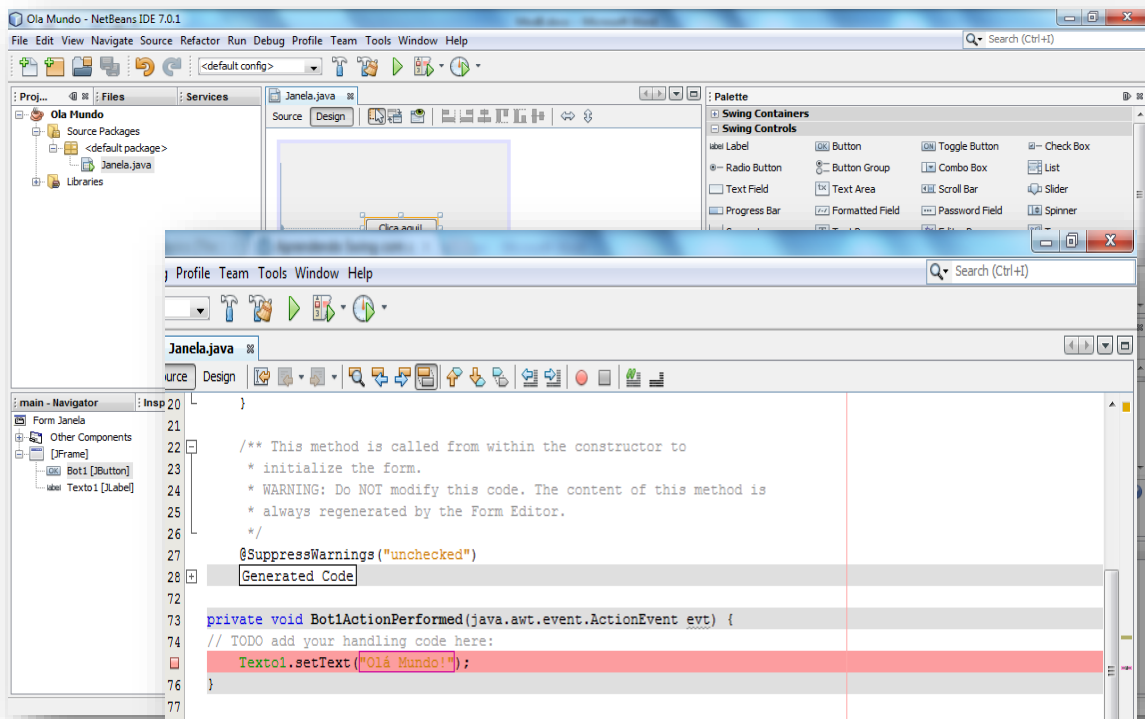 Ola Mundo - NetBeans IDE 7.0.1
File Edit View Navigate Source Refactor Run Debug Profile Team Tools Window Help
Search (Ctrl+I)
<default config>
Proj... Files Services
Janela.java
Palette
Ola Mundo
Source Packages
<default package>
Janela.java
Libraries
Source Design
Swing Containers
Swing Controls
label Label OK Button ON Toggle Button Check Box
Radio Button Button Group Combo Box List
Text Field Text Area Scroll Bar Slider
Progress Bar Formatted Field Password Field Spinner
Clica aqui!
Profile Team Tools Window Help
Search (Ctrl+I)
Janela.java
Design
main - Navigator
Form Janela
Other Components
[JFrame]
OK Bot1 [JButton]
label Texto1 [JLabel]
20 }
21
22 /** This method is called from within the constructor to
23 * initialize the form.
24 * WARNING: Do NOT modify this code. The content of this method is
25 * always regenerated by the Form Editor.
26 */
27 @SuppressWarnings("unchecked")
28 Generated Code
72
73 private void Bot1ActionPerformed(java.awt.event.ActionEvent evt) {
74 // TODO add your handling code here:
Texto1.setText("Olá Mundo!");
76 }
77